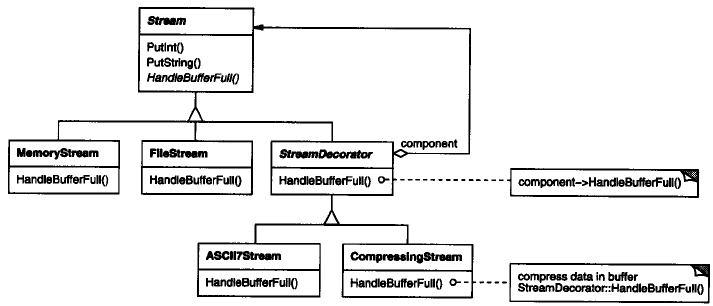 Stream
PutInt()
PutString()
HandleBufferFull()
component
MemoryStream
HandleBufferFull()
FileStream
HandleBufferFull()
StreamDecorator
HandleBufferFull()
component->HandleBufferFull()
ASCII7Stream
HandleBufferFull()
CompressingStream
HandleBufferFull()
compress data in buffer
StreamDecorator::HandleBufferFull()